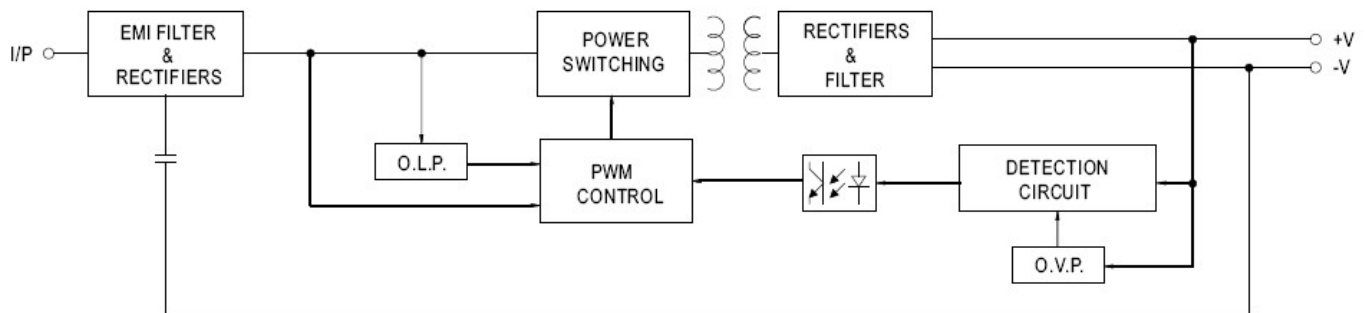 I/P
EMI FILTER
&
RECTIFIERS
POWER
SWITCHING
RECTIFIERS
&
FILTER
+V
-V
O.L.P.
PWM
CONTROL
DETECTION
CIRCUIT
O.V.P.